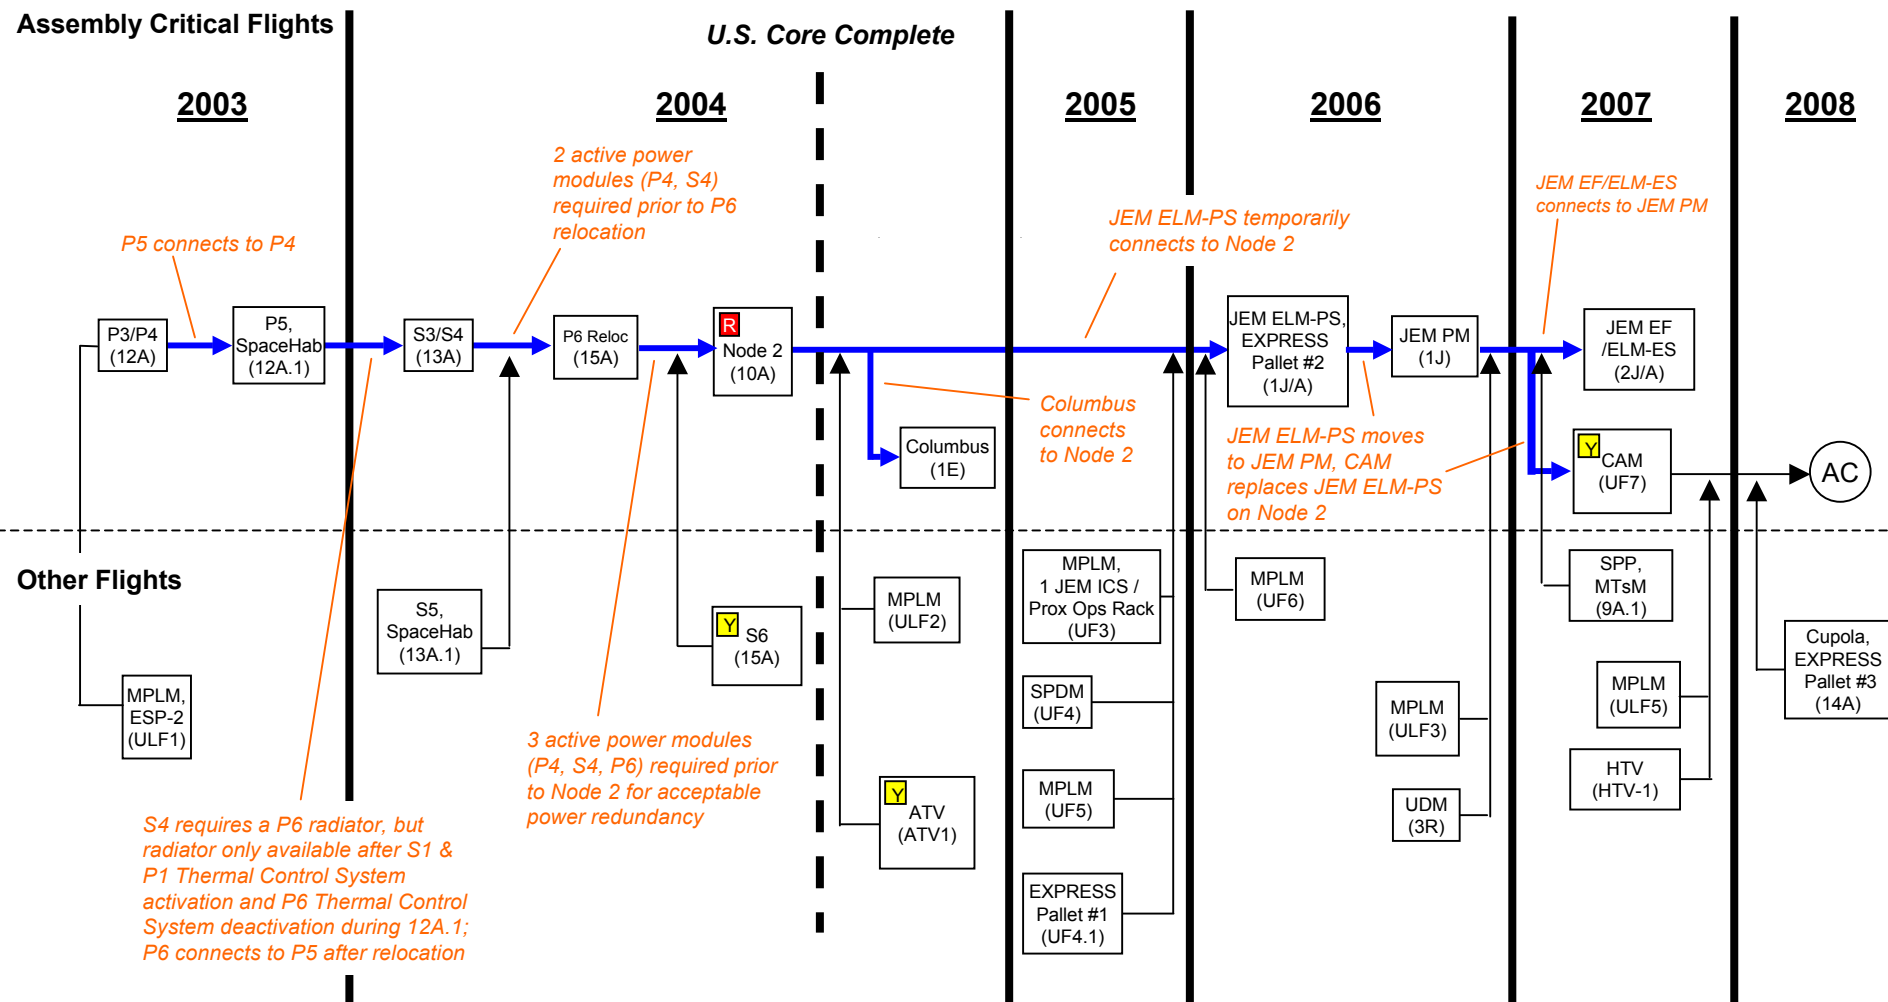 Assembly Critical Flights
U.S. Core Complete
2003
2004
2005
2006
2007
2008
P5 connects to P4
2 active power
modules (P4, S4)
required prior to P6
relocation
JEM ELM-PS temporarily
connects to Node 2
JEM EF/ELM-ES
connects to JEM PM
P3/P4
(12A)
P5,
SpaceHab
(12A.1)
S3/S4
(13A)
P6 Reloc
(15A)
R
Node 2
(10A)
JEM ELM-PS,
EXPRESS
Pallet #2
(1J/A)
JEM PM
(1J)
JEM EF
/ELM-ES
(2J/A)
Columbus
(1E)
Columbus
connects
to Node 2
JEM ELM-PS moves
to JEM PM, CAM
replaces JEM ELM-PS
on Node 2
Y
CAM
(UF7)
AC
Other Flights
MPLM,
ESP-2
(ULF1)
S5,
SpaceHab
(13A.1)
Y
S6
(15A)
MPLM
(ULF2)
Y
ATV
(ATV1)
MPLM,
1 JEM ICS /
Prox Ops Rack
(UF3)
SPDM
(UF4)
MPLM
(UF5)
EXPRESS
Pallet #1
(UF4.1)
MPLM
(UF6)
MPLM
(ULF3)
UDM
(3R)
SPP,
MTsM
(9A.1)
MPLM
(ULF5)
HTV
(HTV-1)
Cupola,
EXPRESS
Pallet #3
(14A)
3 active power modules
(P4, S4, P6) required prior
to Node 2 for acceptable
power redundancy
S4 requires a P6 radiator, but
radiator only available after S1 &
P1 Thermal Control System
activation and P6 Thermal Control
System deactivation during 12A.1;
P6 connects to P5 after relocation